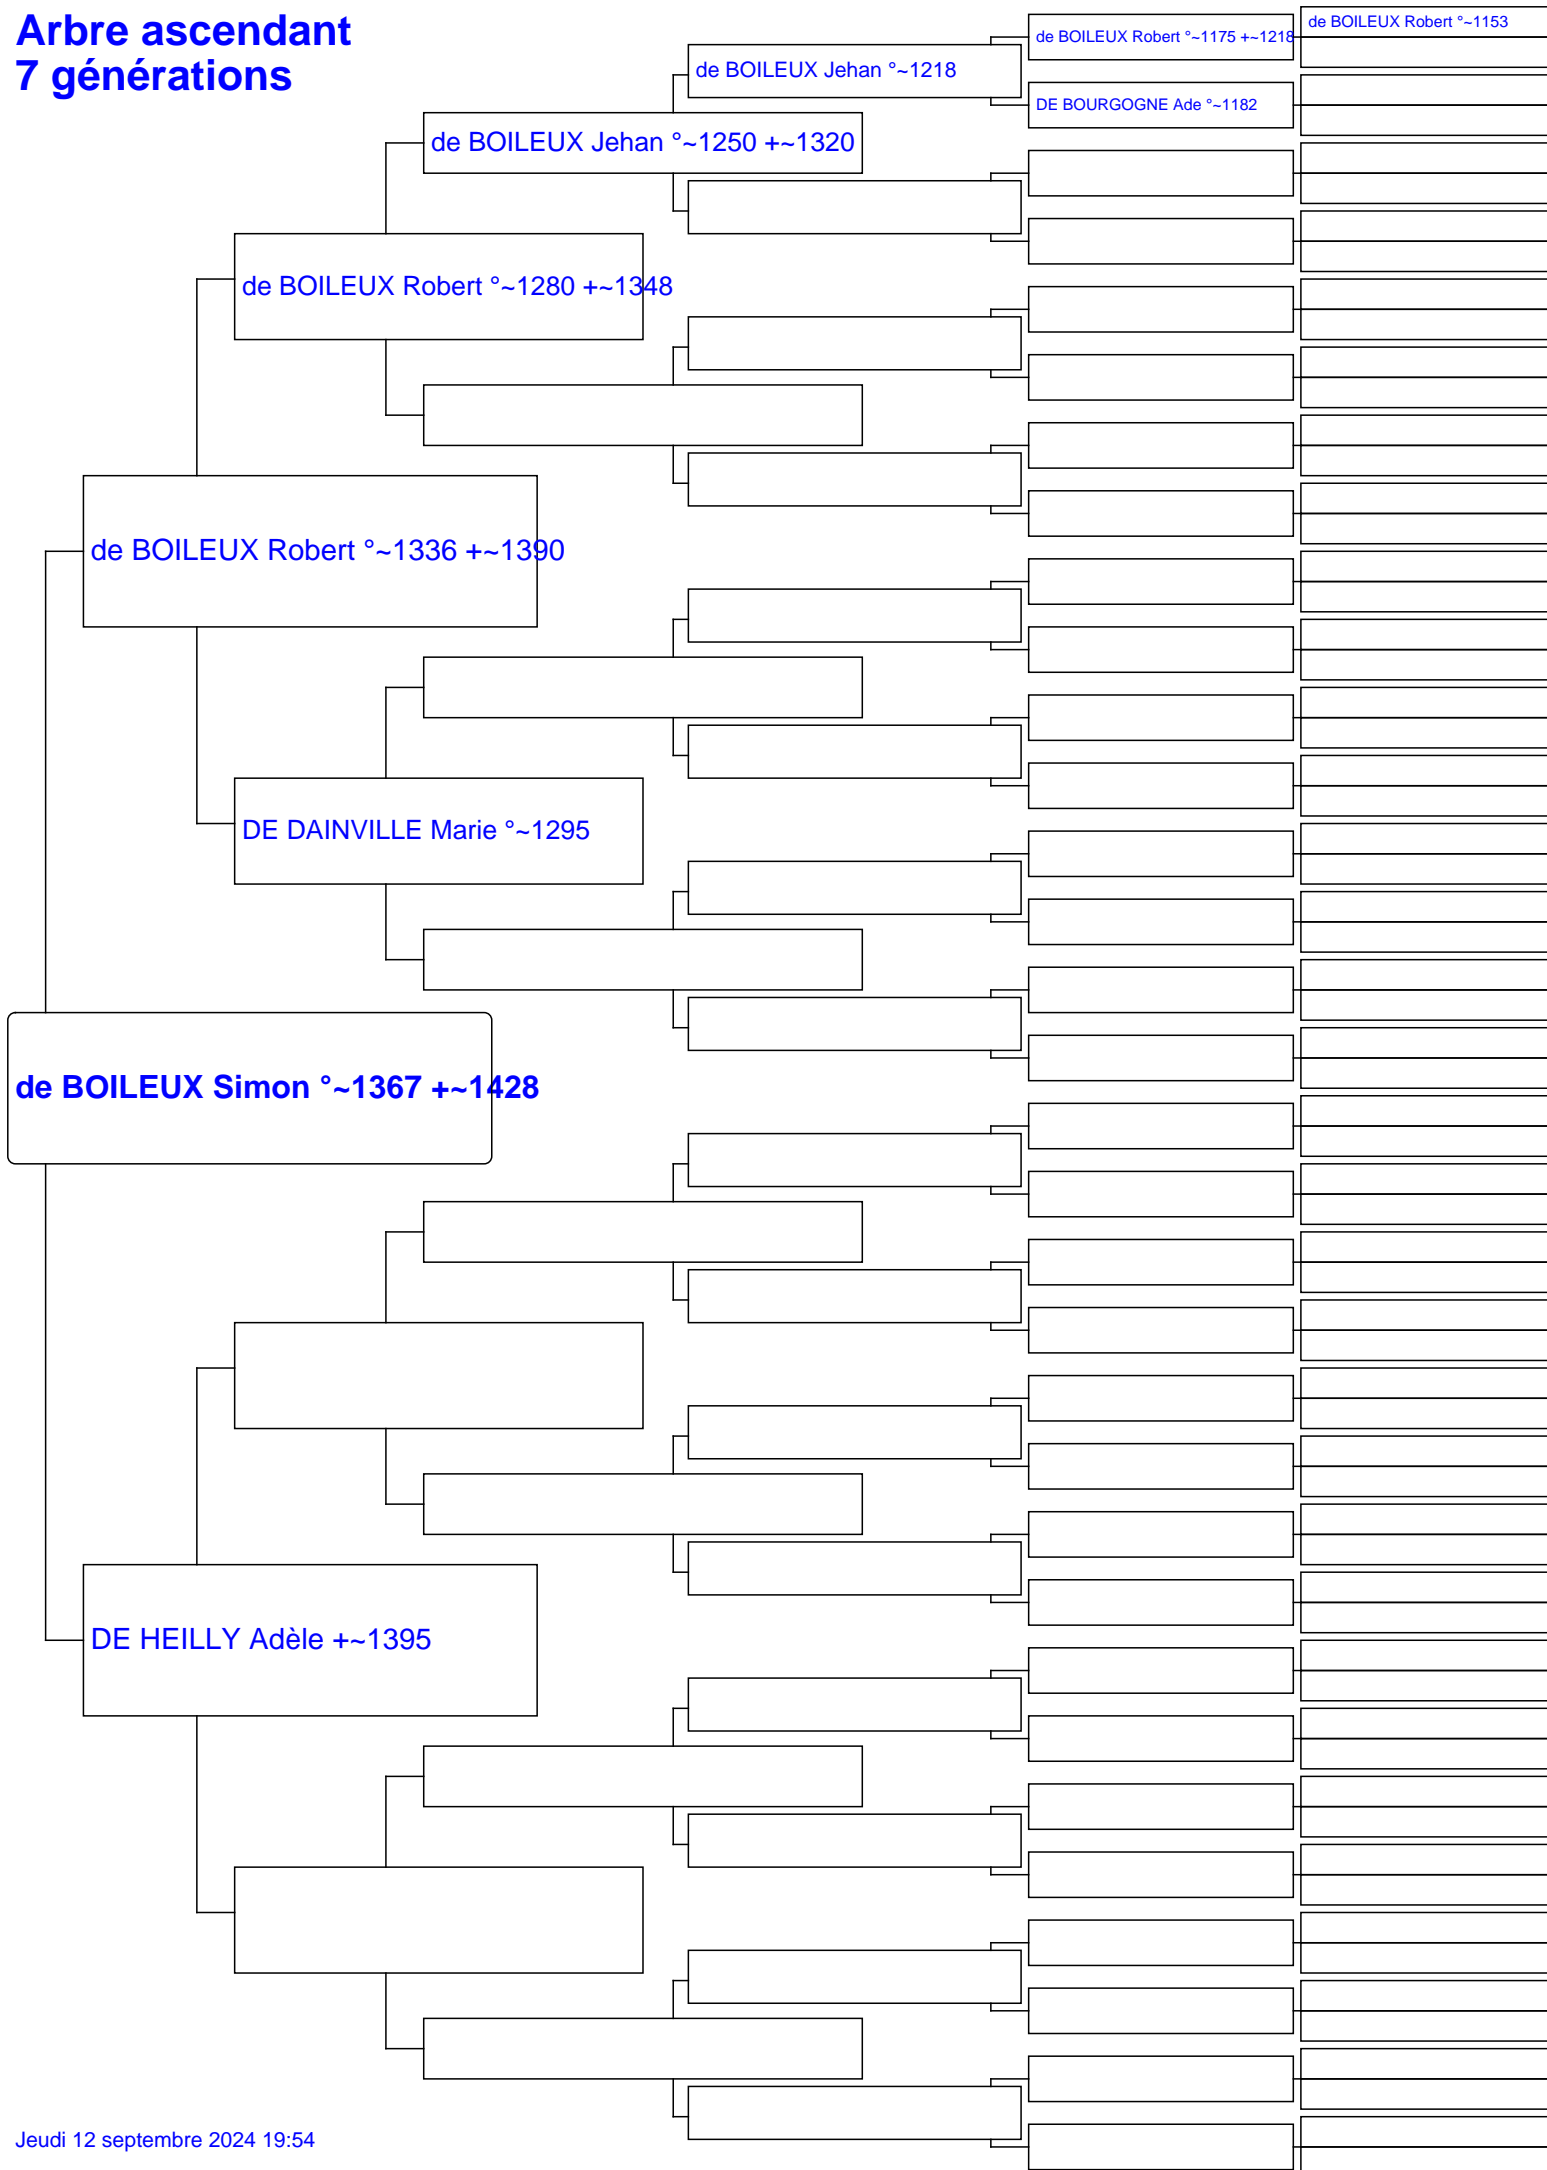 Arbre ascendant
7 générations
de BOILEUX Robert °~1153
de BOILEUX Robert °~1175 +~1218
de BOILEUX Jehan °~1218
DE BOURGOGNE Ade °~1182
de BOILEUX Jehan °~1250 +~1320
de BOILEUX Robert °~1280 +~1348
de BOILEUX Robert °~1336 +~1390
DE DAINVILLE Marie °~1295
de BOILEUX Simon °~1367 +~1428
DE HEILLY Adèle +~1395
Jeudi 12 septembre 2024 19:54